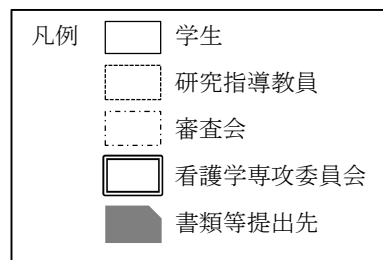 凡例 学生
研究指導教員
審査会
看護学専攻委員会
書類等提出先